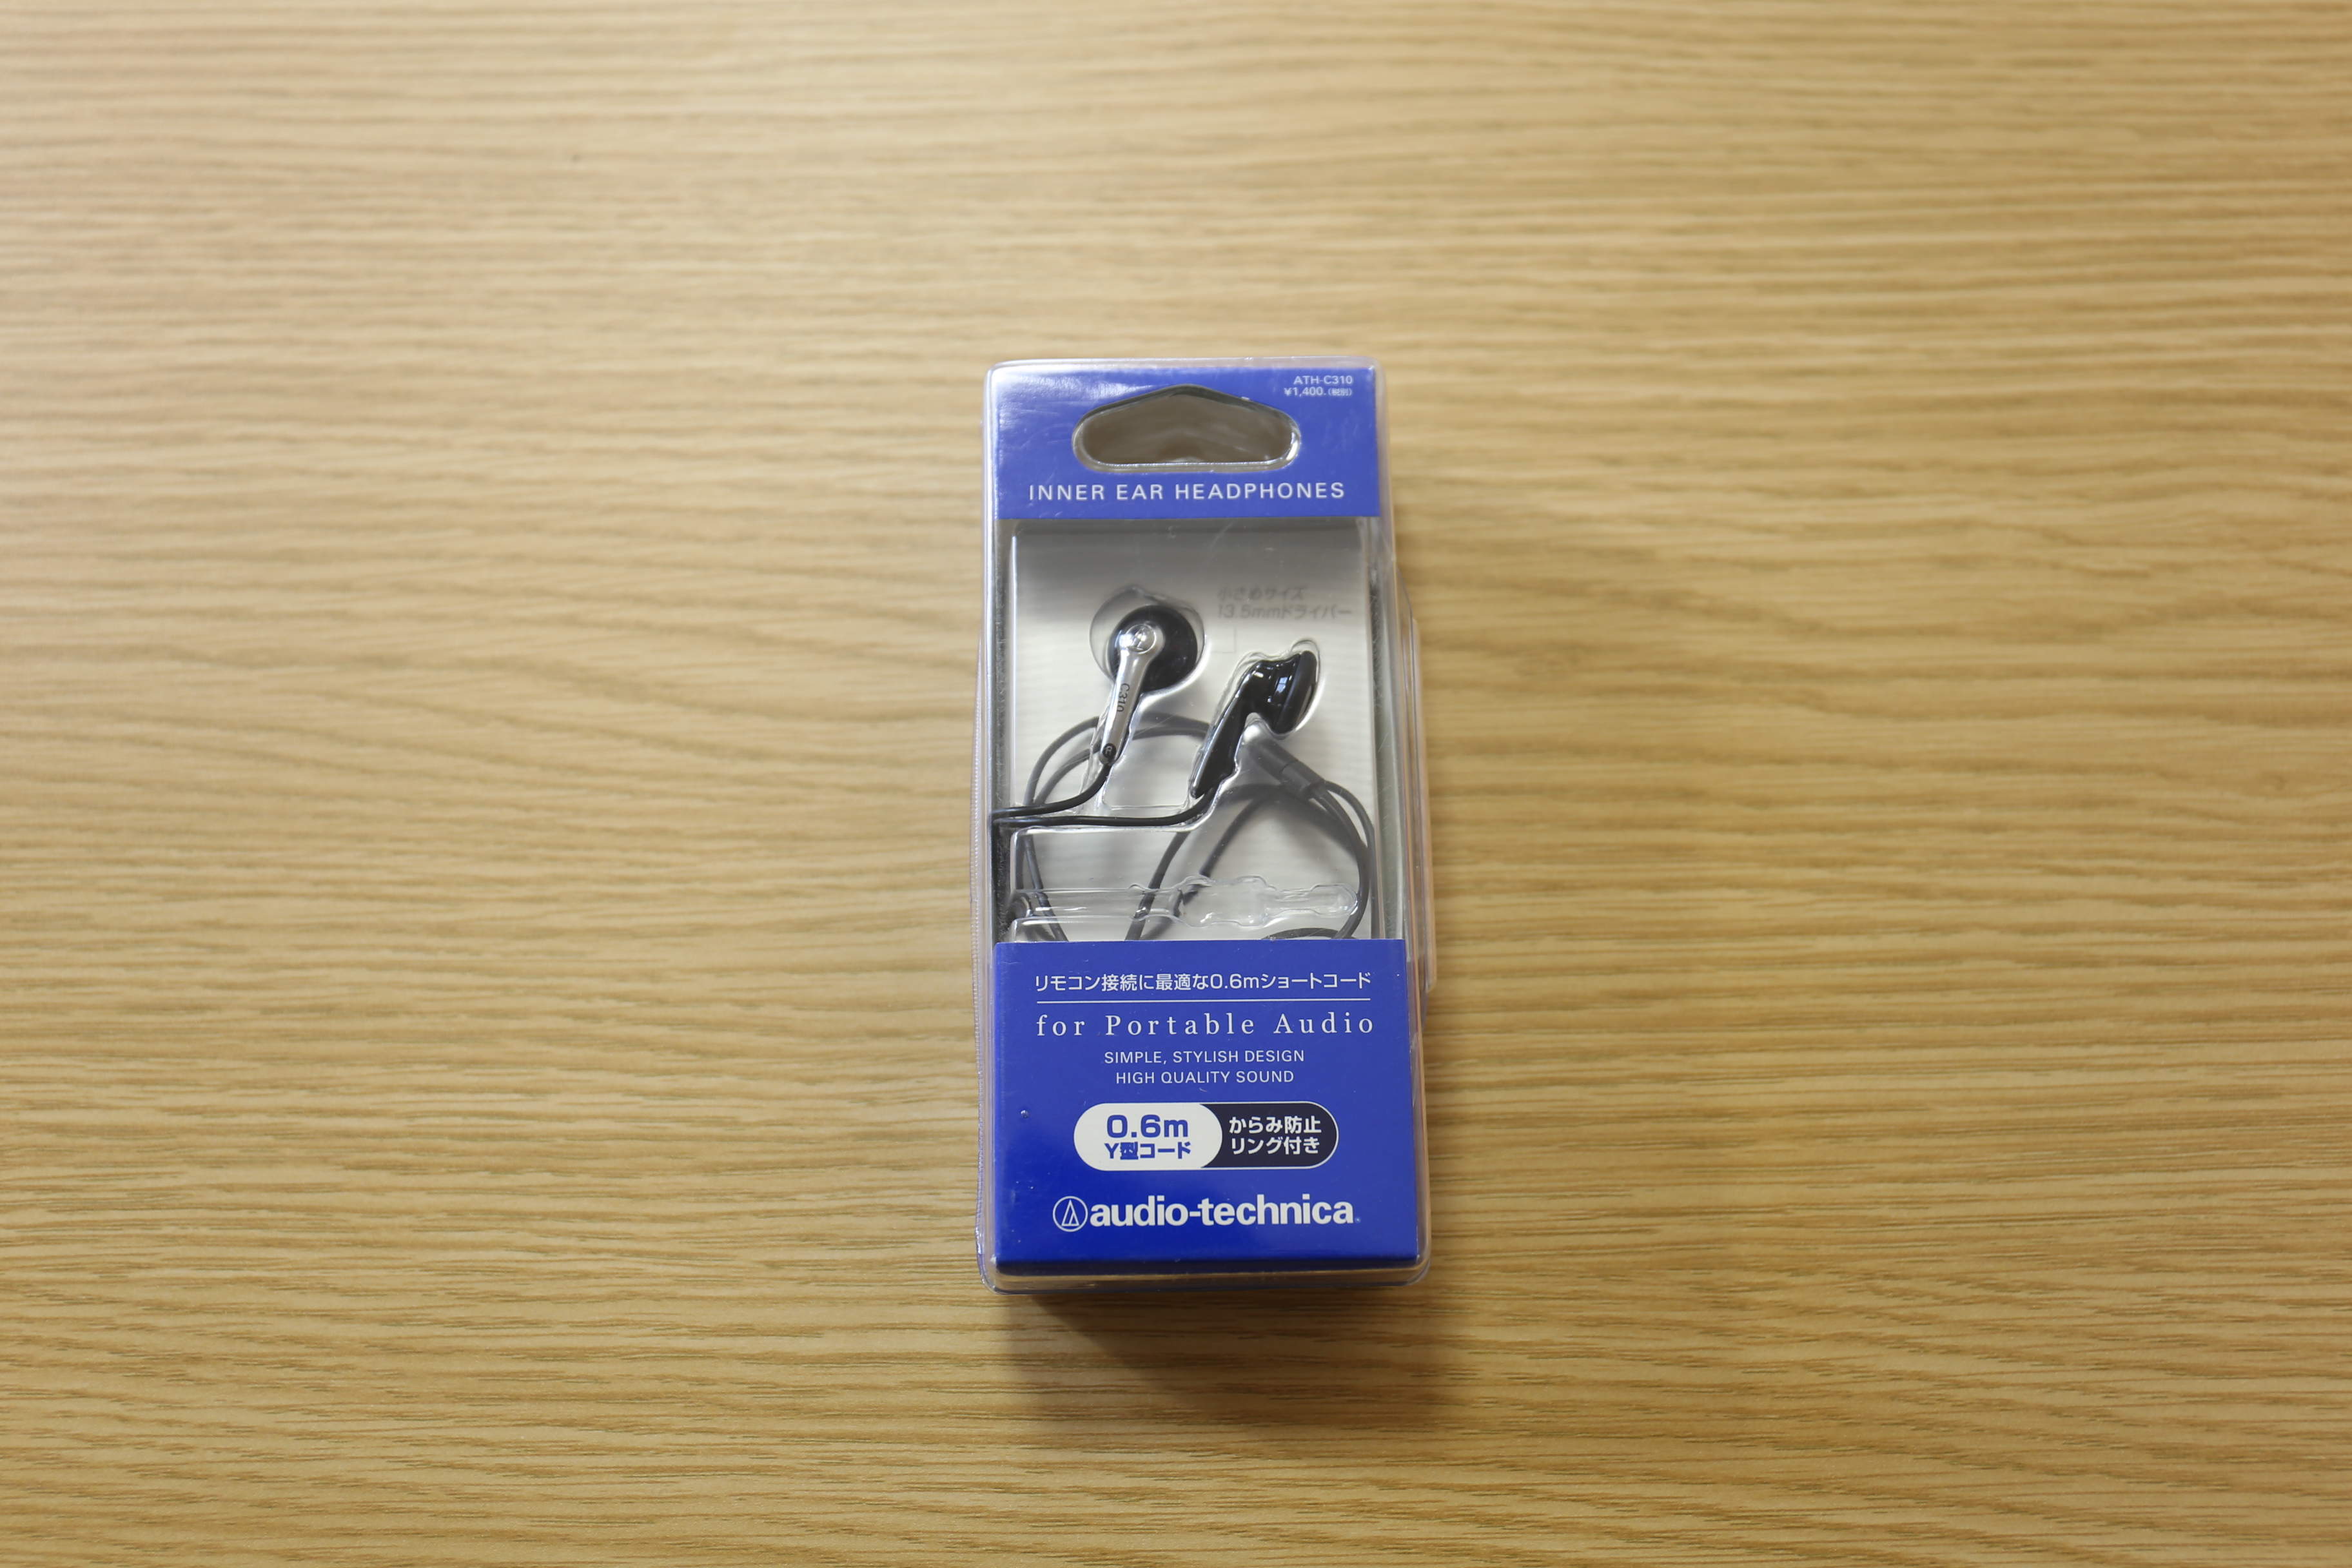 ATH-C310
¥1,400.(税別)
INNER EAR HEADPHONES
小さめサイズ
13.5mmドライバー
C310
R
リモコン接続に最適な0.6mショートコード
for Portable Audio
SIMPLE, STYLISH DESIGN
HIGH QUALITY SOUND
0.6m
Y型コード
からみ防止
リング付き
audio-technica